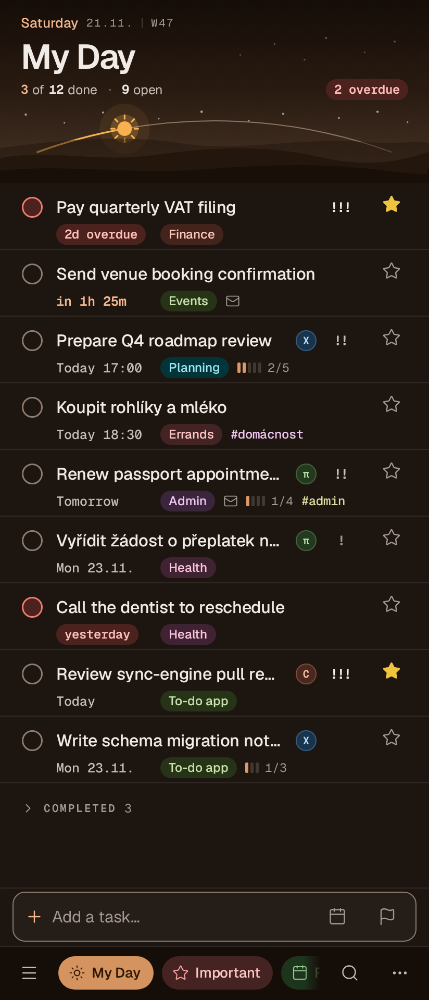 Saturday 21.11. | W47
My Day
3 of 12 done · 9 open
2 overdue
Pay quarterly VAT filing !!!
2d overdue Finance
Send venue booking confirmation
in 1h 25m Events
Prepare Q4 roadmap review X !!
Today 17:00 Planning 2/5
Koupit rohlíky a mléko
Today 18:30 Errands #domácnost
Renew passport appointme… π !!
Tomorrow Admin 1/4 #admin
Vyřídit žádost o přeplatek n… π !
Mon 23.11. Health
Call the dentist to reschedule
yesterday Health
Review sync-engine pull re… C !!!
Today To-do app
Write schema migration not… X
Mon 23.11. To-do app 1/3
COMPLETED 3
Add a task…
My Day Important